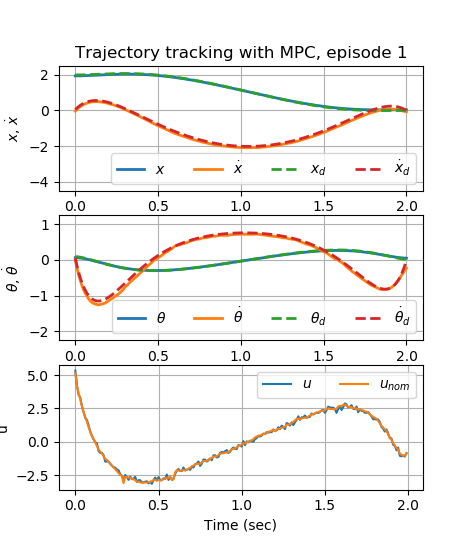 Trajectory tracking with MPC, episode 1
x, ẋ
2
0
−2
−4
x ẋ x_d ẋ_d
0.0 0.5 1.0 1.5 2.0
θ, θ̇
1
0
−1
−2
θ θ̇ θ_d θ̇_d
0.0 0.5 1.0 1.5 2.0
u
5.0
2.5
0.0
−2.5
u u_nom
0.0 0.5 1.0 1.5 2.0
Time (sec)